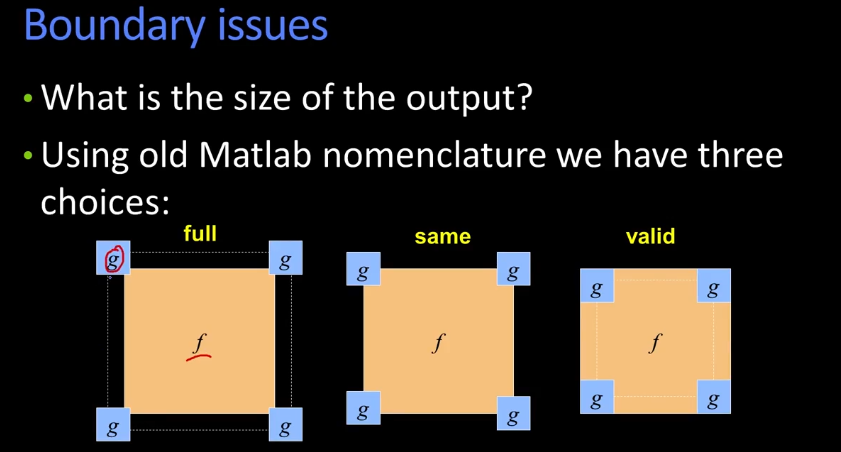 Boundary issues
• What is the size of the output?
• Using old Matlab nomenclature we have three
choices:
full same valid
g g g g g g
f f f
g g g g g g